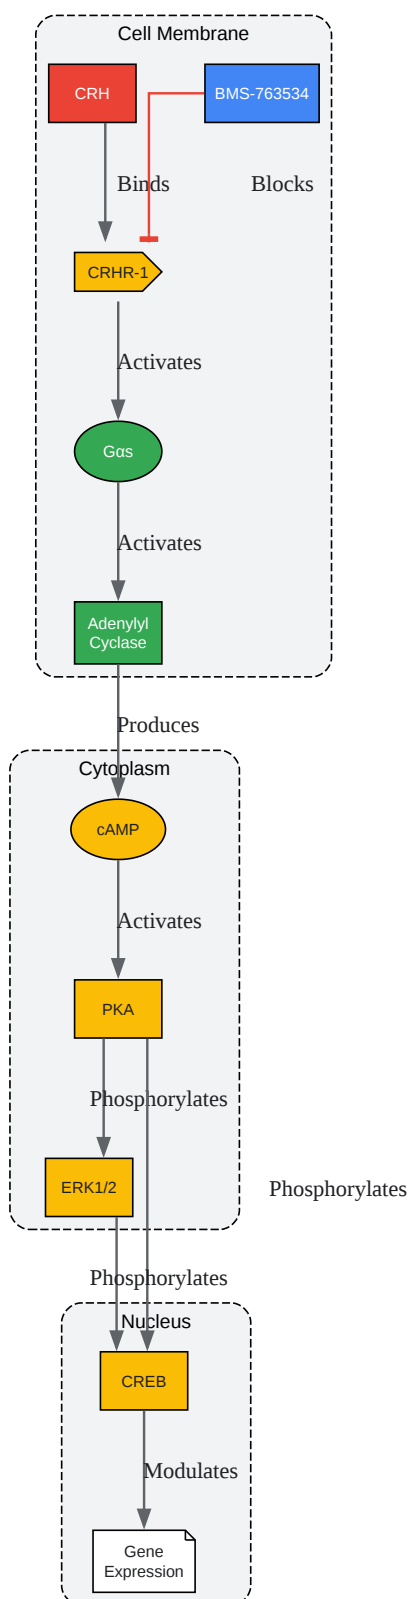 Cell Membrane
CRH
BMS-763534
Binds
Blocks
CRHR-1
Activates
Gαs
Activates
Adenylyl
Cyclase
Produces
Cytoplasm
cAMP
Activates
PKA
Phosphorylates
ERK1/2
Phosphorylates
Phosphorylates
Nucleus
CREB
Modulates
Gene
Expression